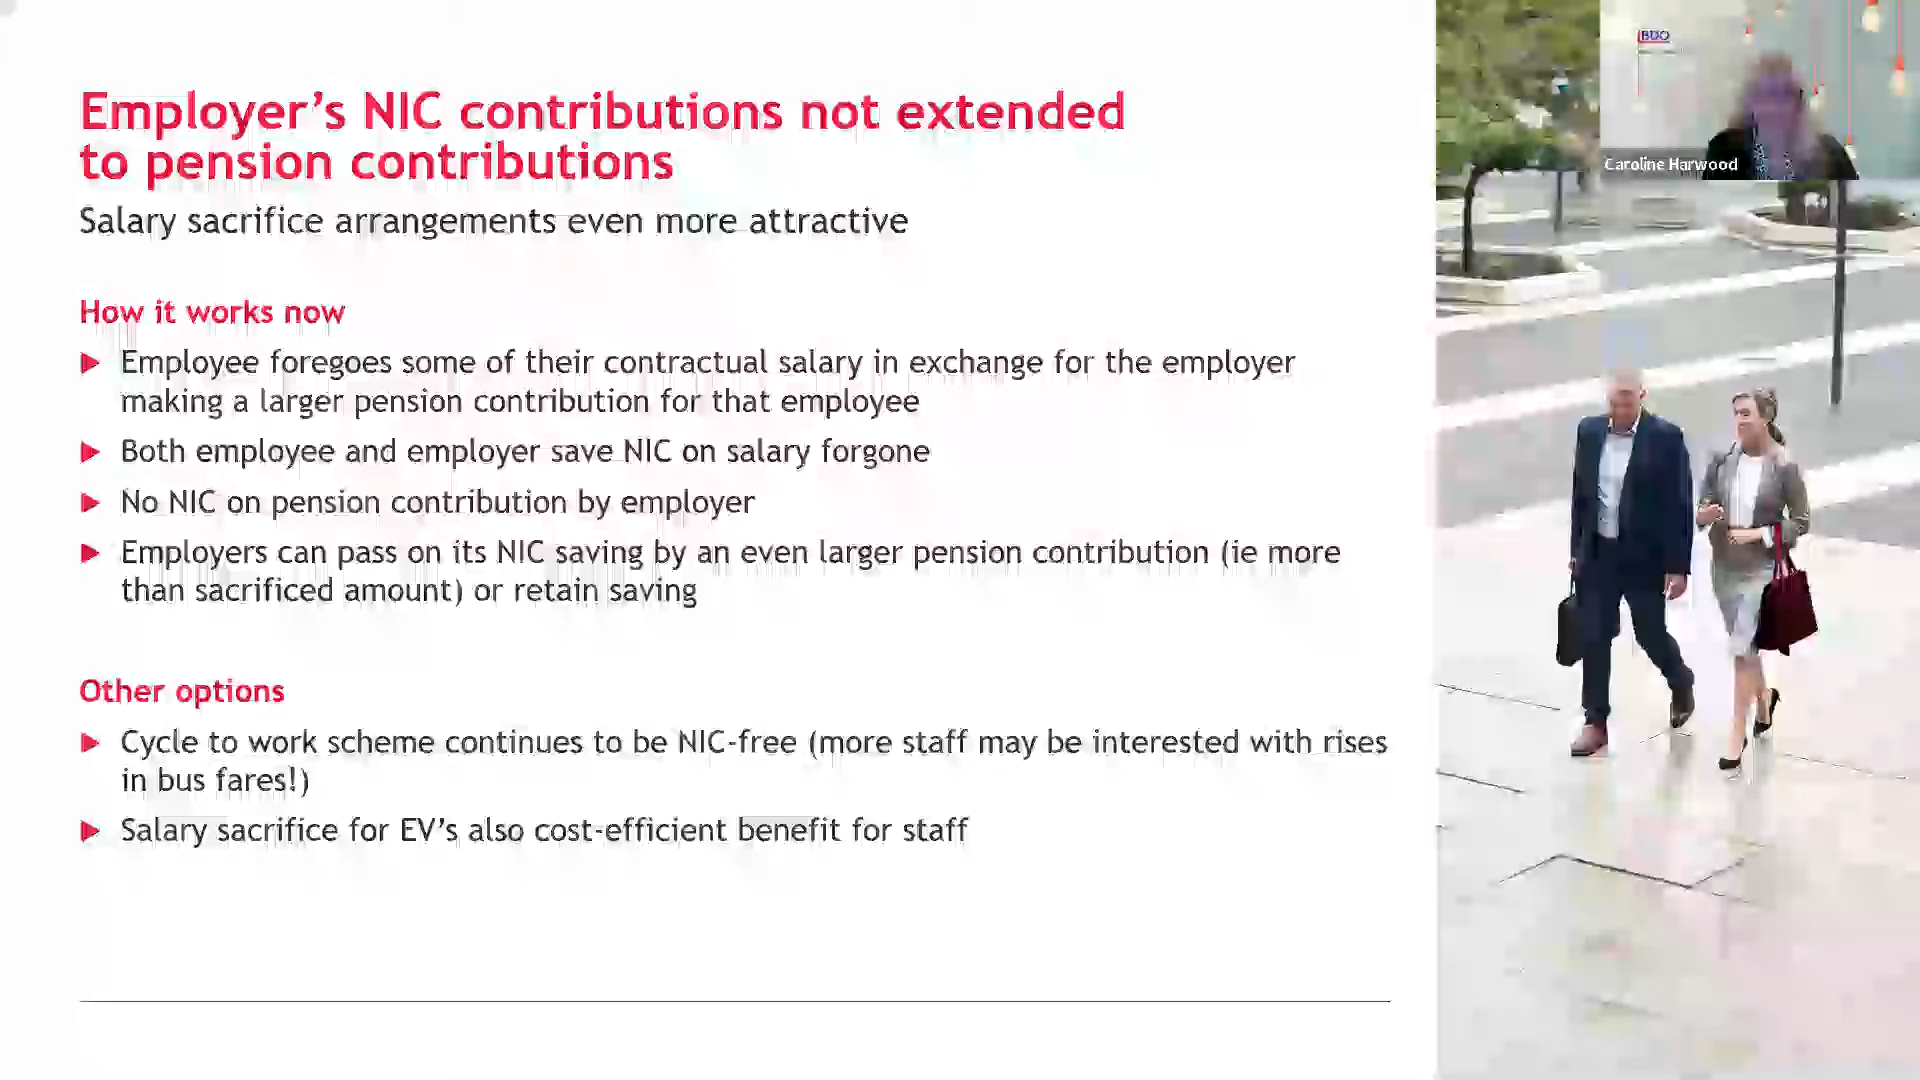 Employer’s NIC contributions not extended
to pension contributions
Salary sacrifice arrangements even more attractive
How it works now
Employee foregoes some of their contractual salary in exchange for the employer
making a larger pension contribution for that employee
Both employee and employer save NIC on salary forgone
No NIC on pension contribution by employer
Employers can pass on its NIC saving by an even larger pension contribution (ie more
than sacrificed amount) or retain saving
Other options
Cycle to work scheme continues to be NIC-free (more staff may be interested with rises
in bus fares!)
Salary sacrifice for EV’s also cost-efficient benefit for staff
BDO
Caroline Harwood